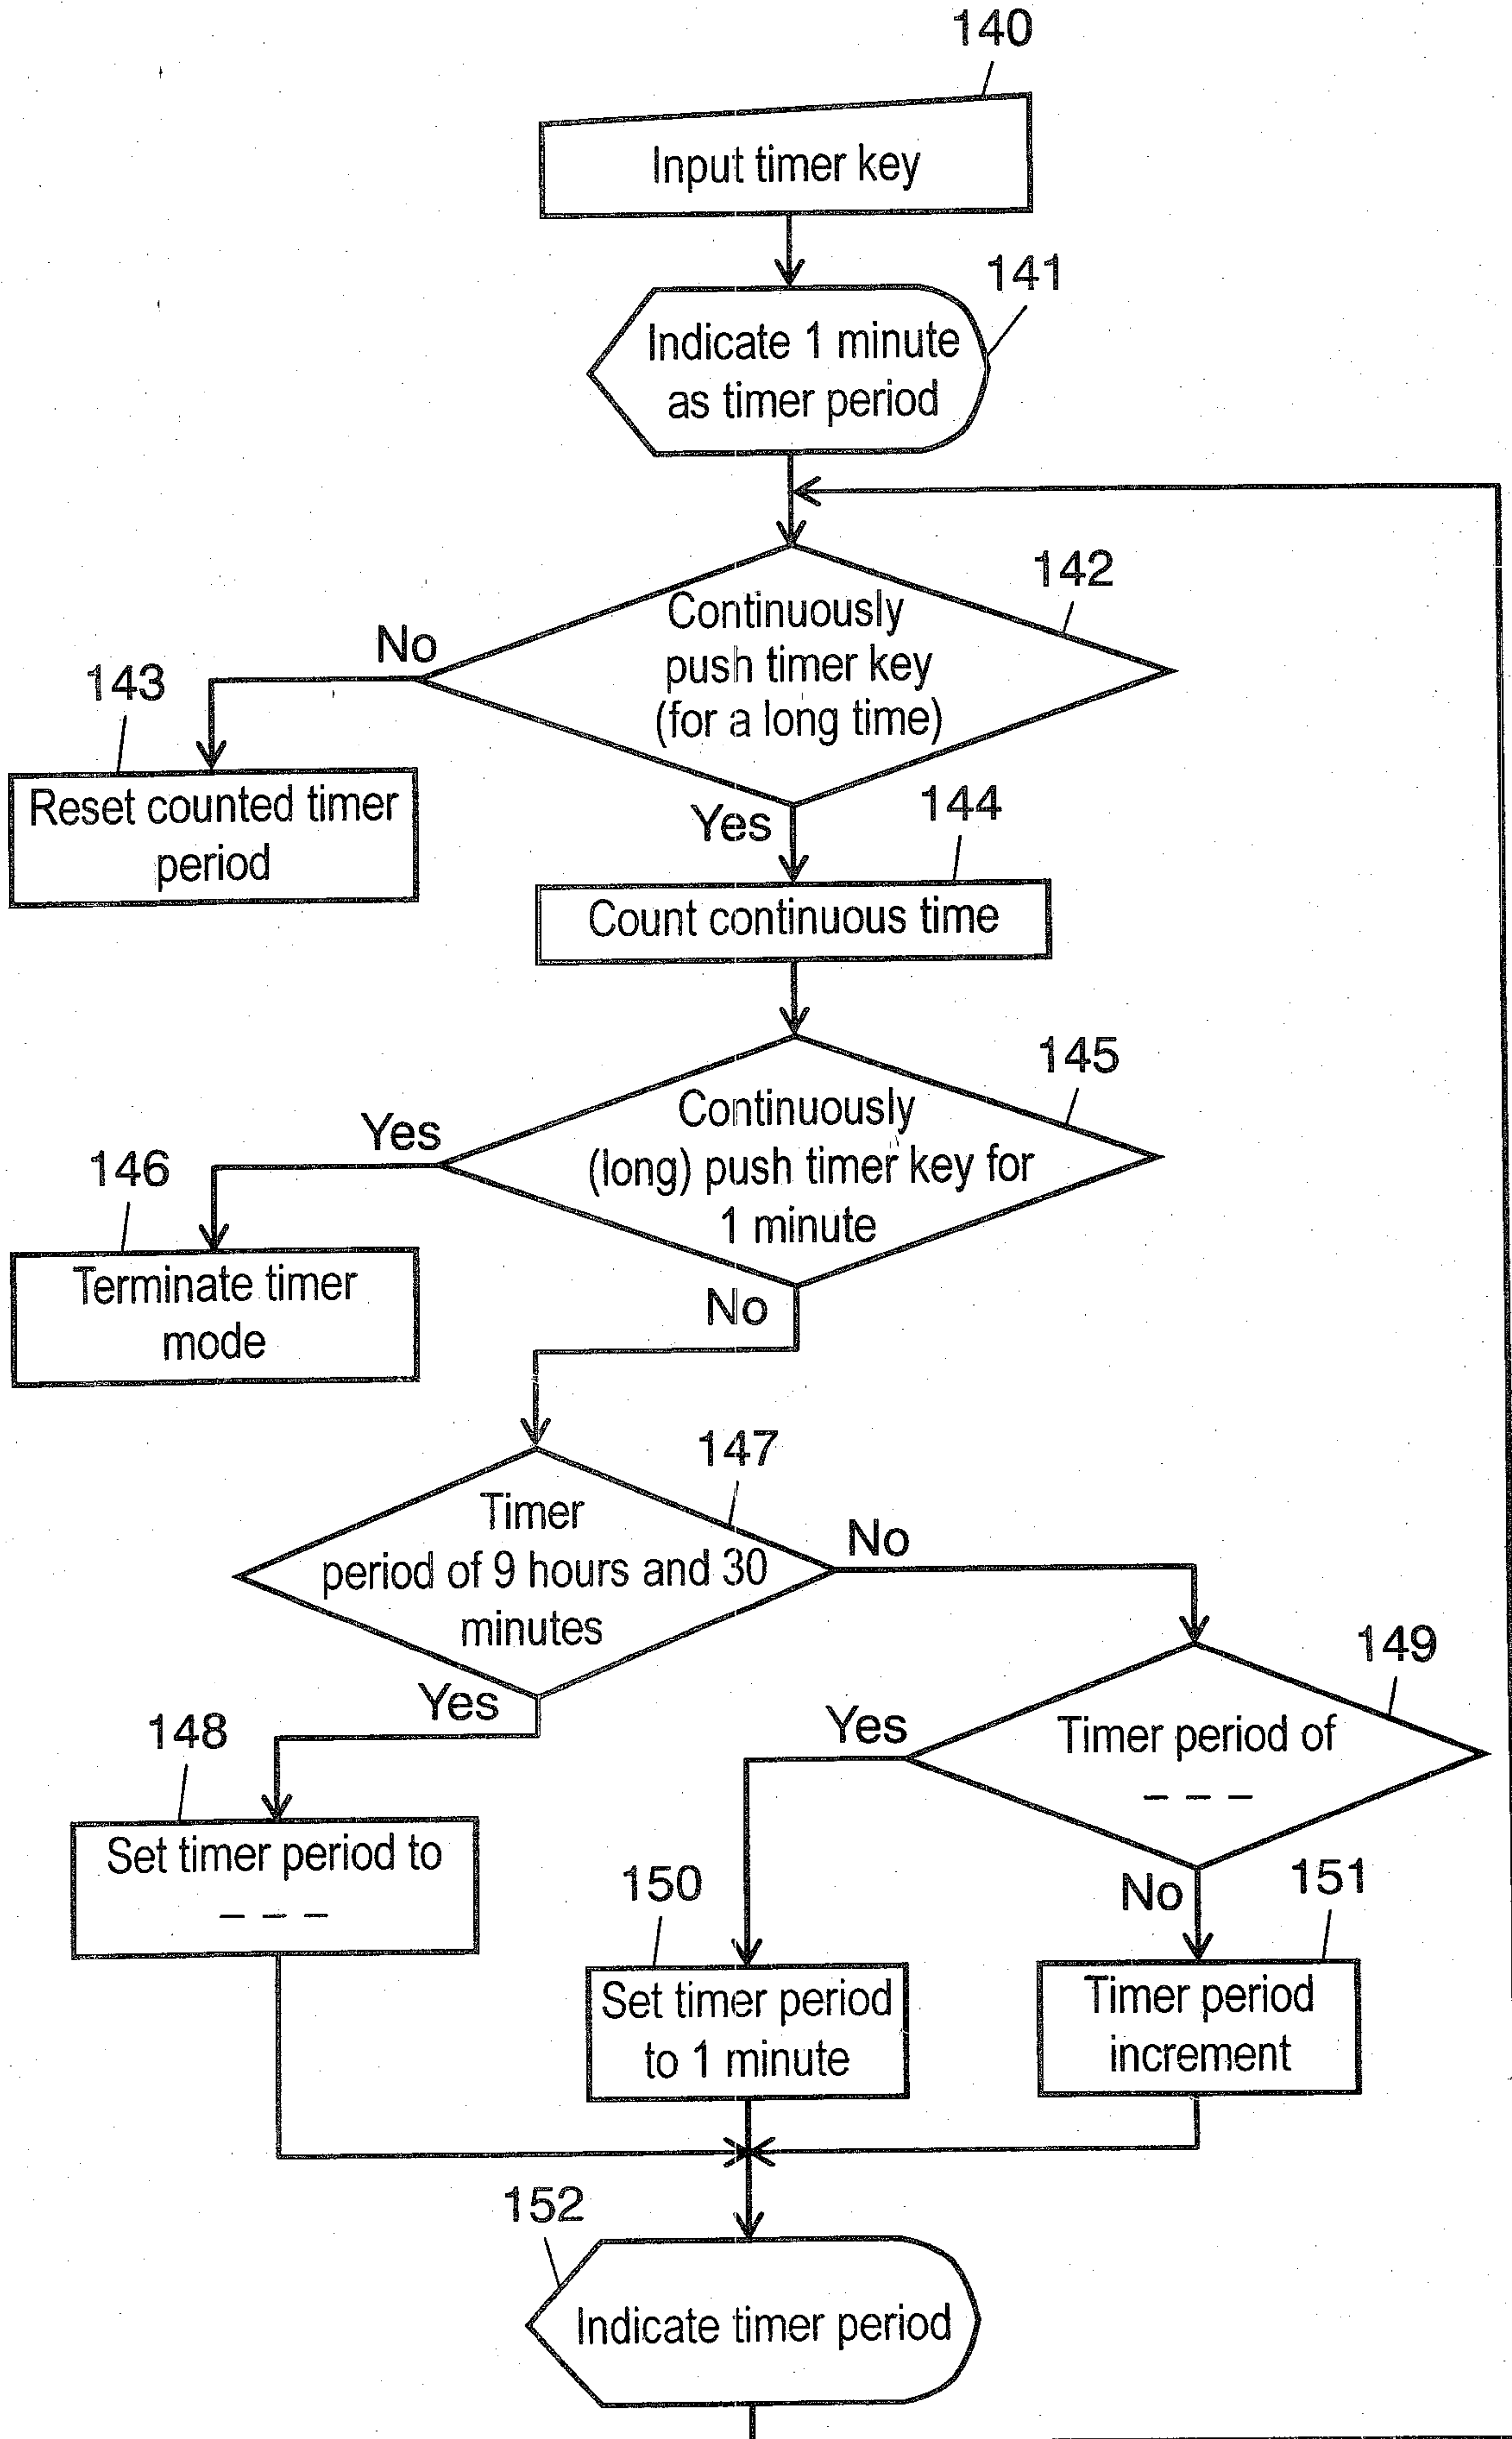 140
Input timer key
141
Indicate 1 minute
as timer period
142
Continuously
push timer key
(for a long time)
No
143
Reset counted timer
period
Yes
144
Count continuous time
145
Continuously
(long) push timer key for
1 minute
Yes
146
Terminate timer
mode
No
147
Timer
period of 9 hours and 30
minutes
No
Yes
148
Set timer period to
– – –
149
Timer period of
– – –
Yes
150
Set timer period
to 1 minute
No
151
Timer period
increment
152
Indicate timer period